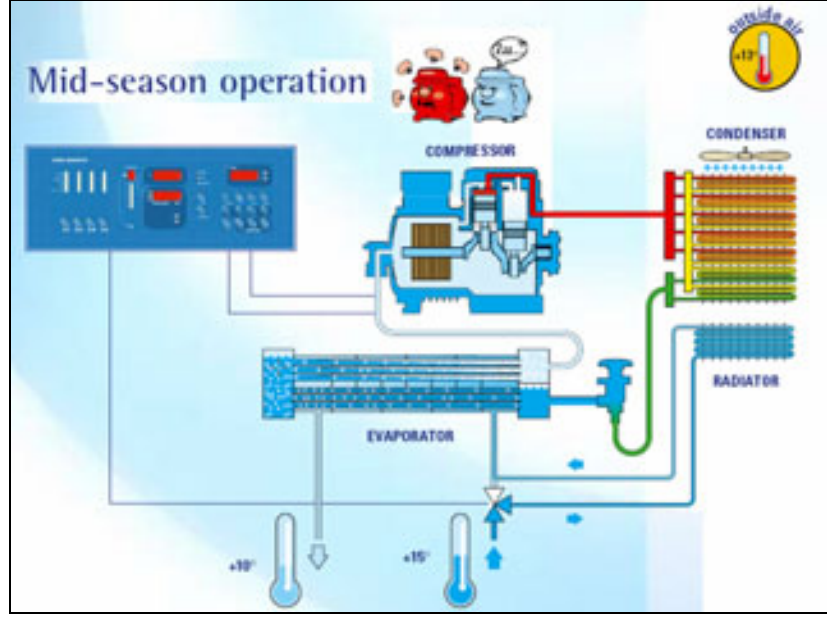 outside air
+13°
Mid-season operation
CONDENSER
COMPRESSOR
RADIATOR
EVAPORATOR
+10°
+15°